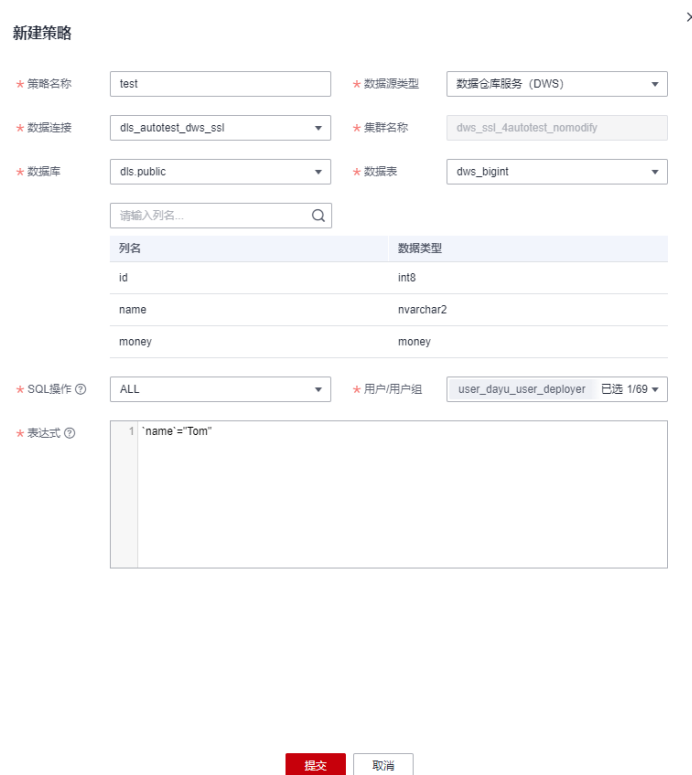 新建策略
策略名称 test 数据源类型 数据仓库服务（DWS）
数据连接 dls_autotest_dws_ssl 集群名称 dws_ssl_4autotest_nomodify
数据库 dls.public 数据表 dws_bigint
请输入列名...
列名 数据类型
id int8
name nvarchar2
money money
SQL操作 ALL 用户/用户组 user_dayu_user_deployer 已选 1/69
表达式 1 `name`="Tom"
提交 取消